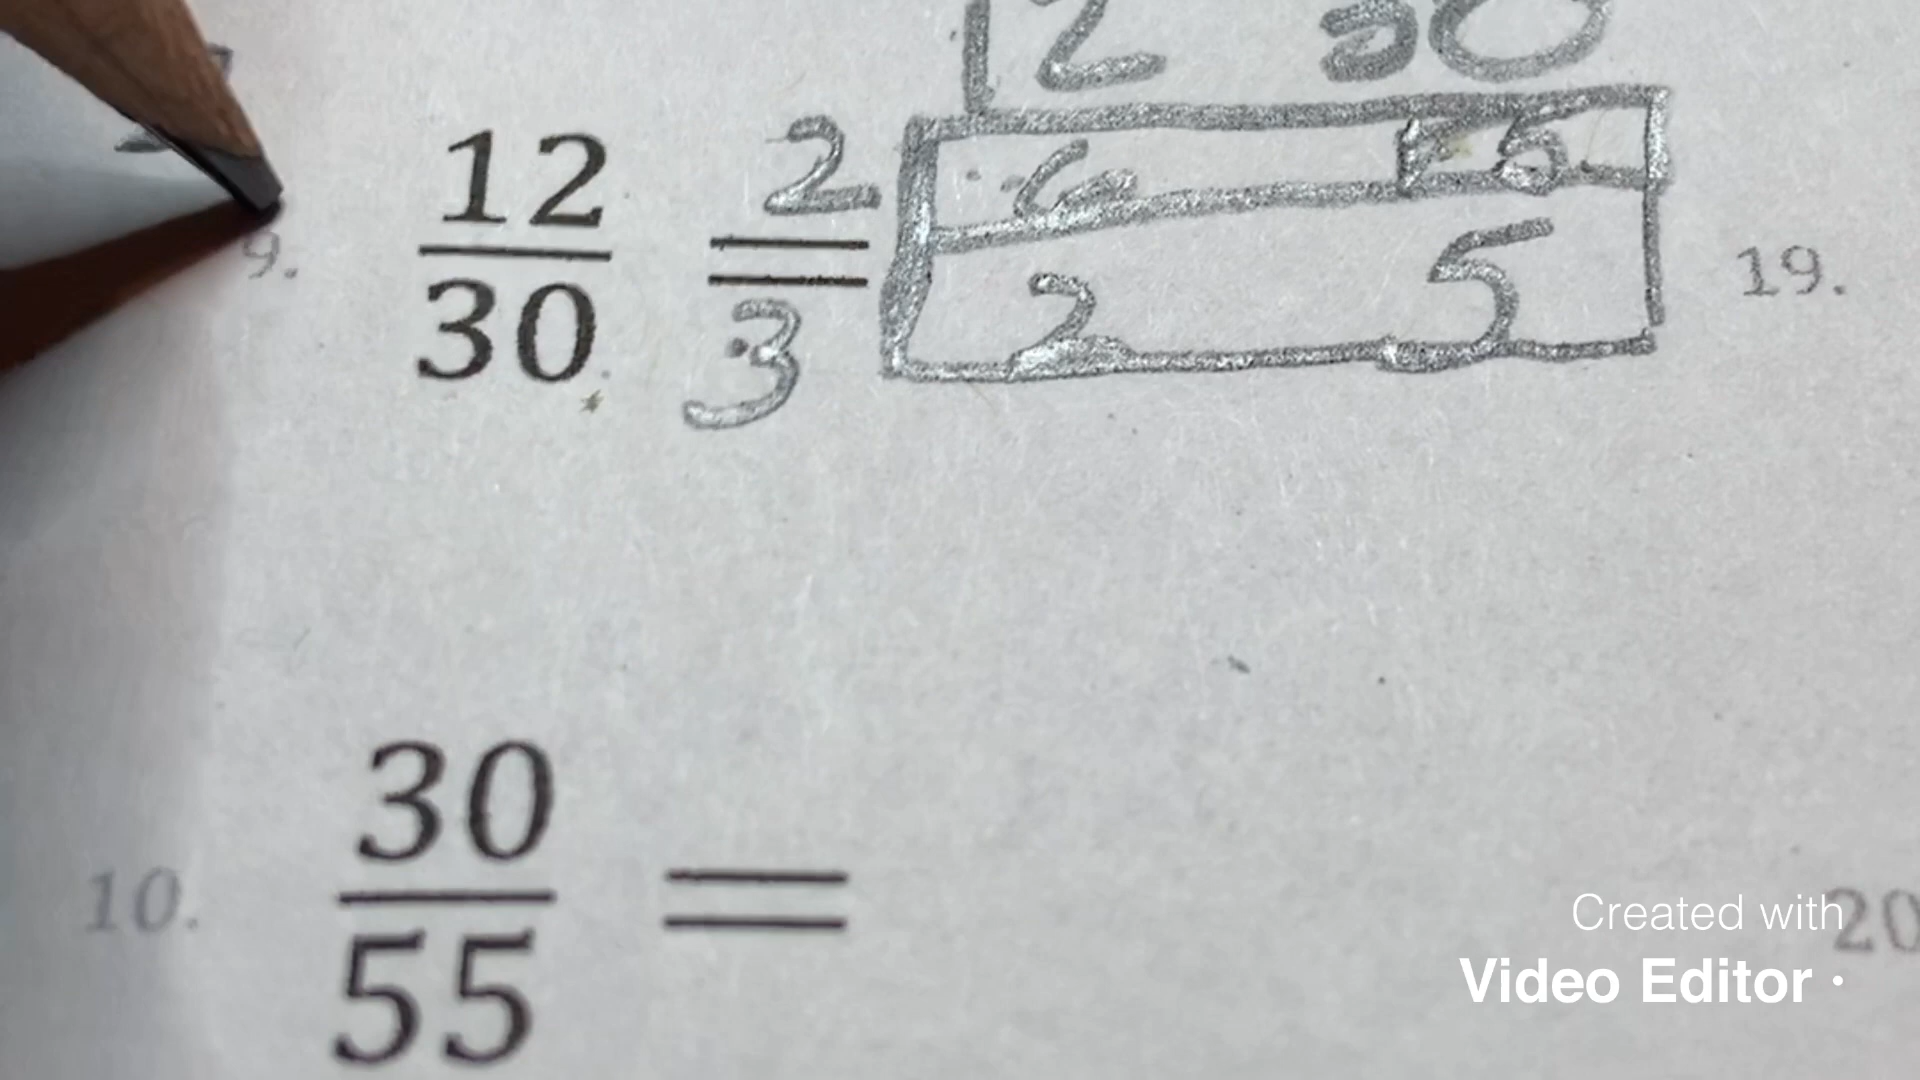 12 30
9. 12/30 = 2 6 15
3 2 5
19.
10. 30/55 =
20
Created with
Video Editor ·